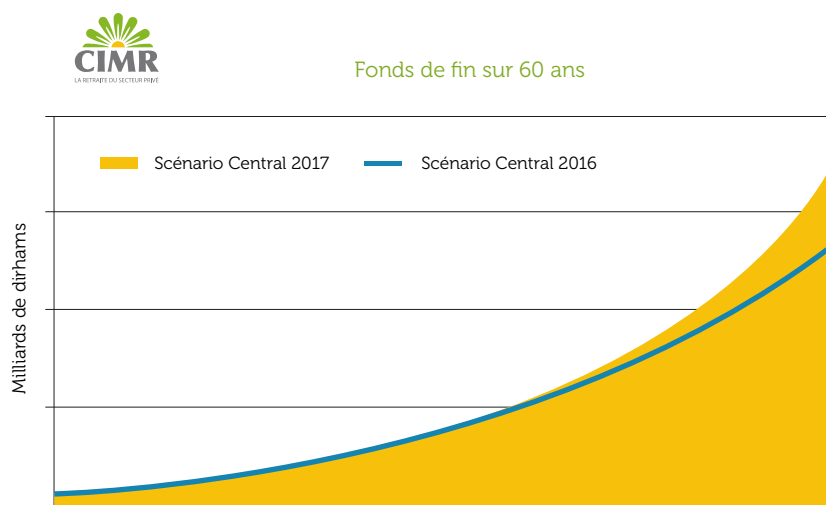 CIMR
LA RETRAITE DU SECTEUR PRIVÉ
Fonds de fin sur 60 ans
Scénario Central 2017
Scénario Central 2016
Milliards de dirhams